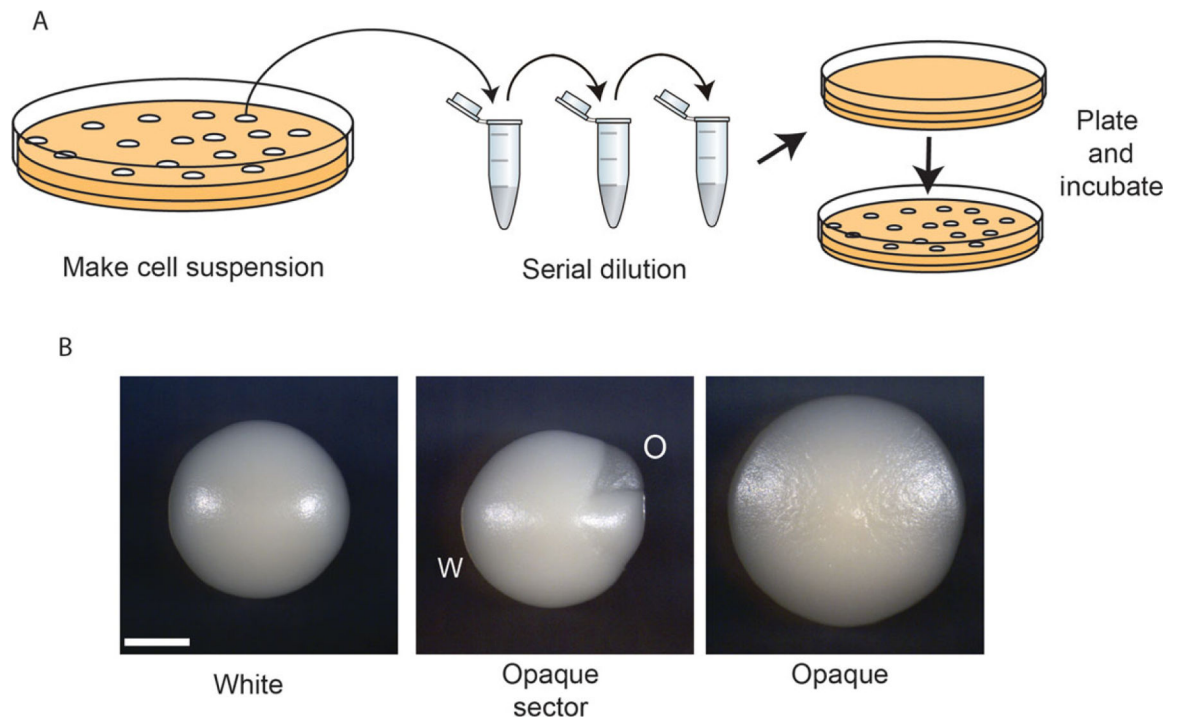 A
Make cell suspension
Serial dilution
Plate
and
incubate
B
O
W
White
Opaque
sector
Opaque